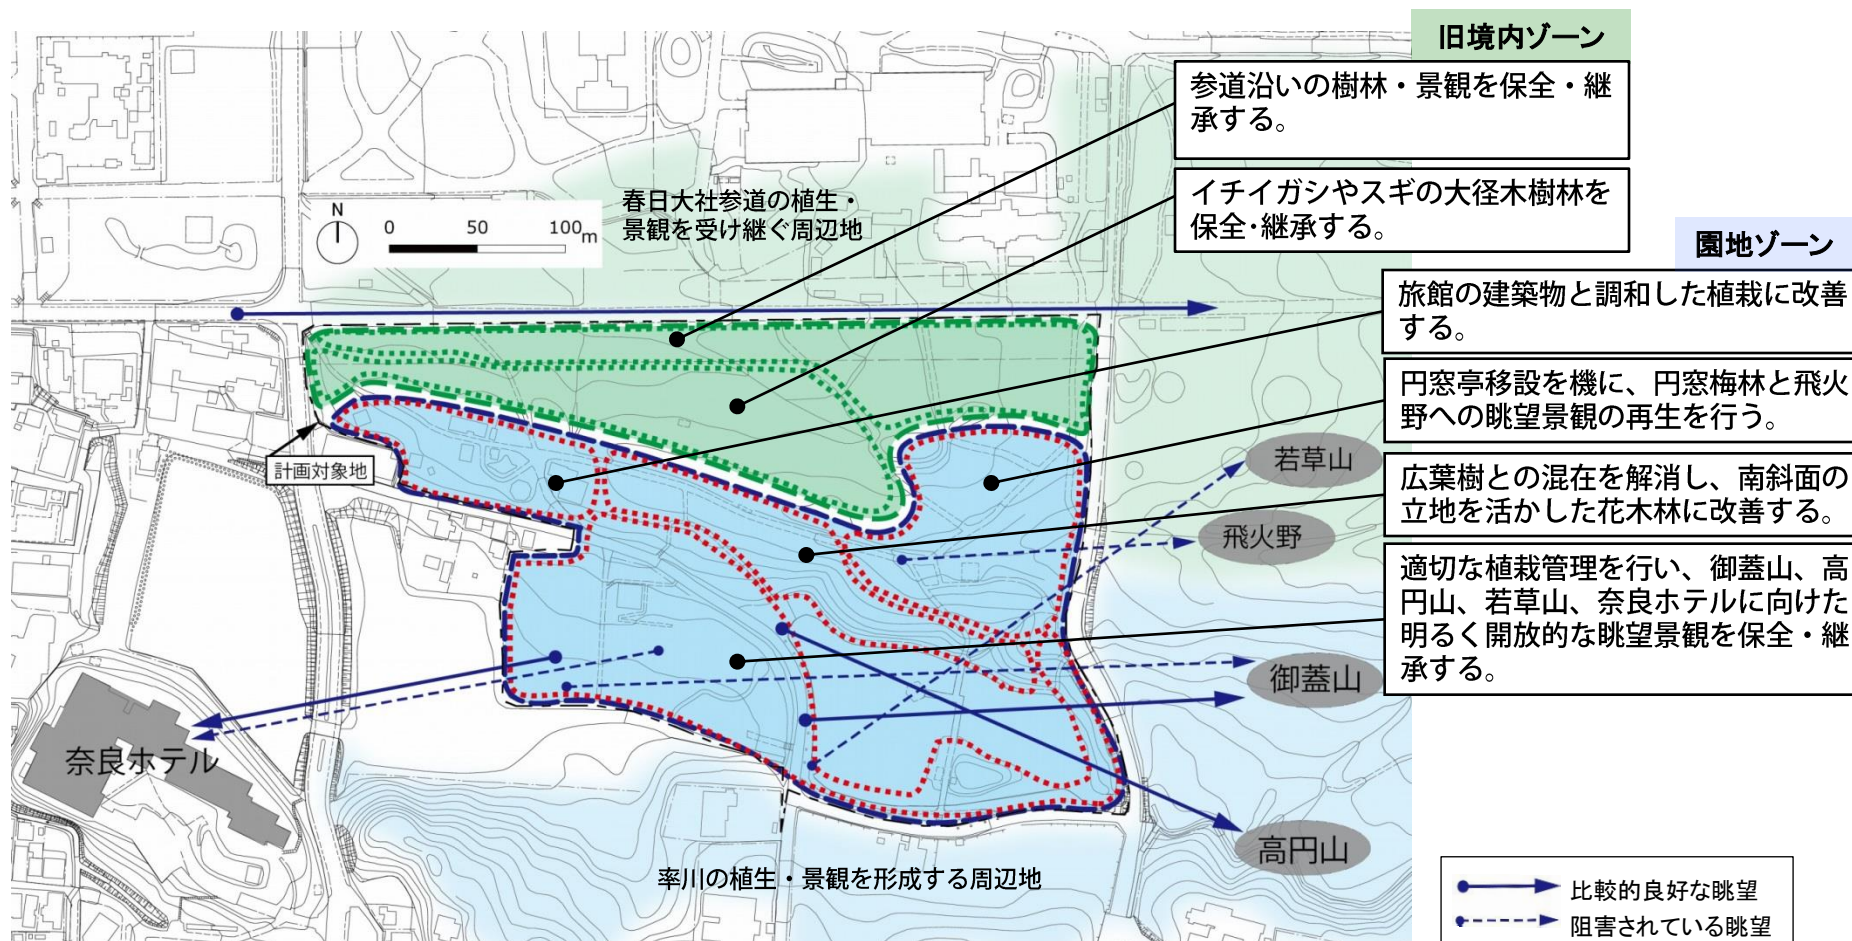 旧境内ゾーン
参道沿いの樹林・景観を保全・継
承する。
イチイガシやスギの大径木樹林を
保全･継承する。
春日大社参道の植生・
景観を受け継ぐ周辺地
N
0 50 100m
園地ゾーン
旅館の建築物と調和した植栽に改善
する。
円窓亭移設を機に、円窓梅林と飛火
野への眺望景観の再生を行う。
広葉樹との混在を解消し、南斜面の
立地を活かした花木林に改善する。
適切な植栽管理を行い、御蓋山、高
円山、若草山、奈良ホテルに向けた
明るく開放的な眺望景観を保全・継
承する。
計画対象地
若草山
飛火野
御蓋山
高円山
奈良ホテル
率川の植生・景観を形成する周辺地
比較的良好な眺望
阻害されている眺望